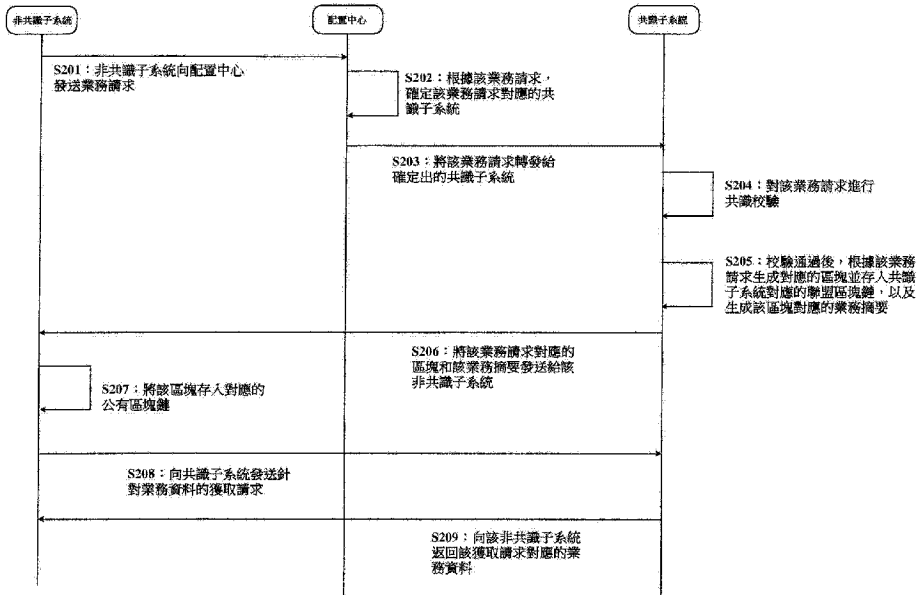 非共識子系統
配置中心
共識子系統
S201：非共識子系統向配置中心
發送業務請求
S202：根據該業務請求，
確定該業務請求對應的共
識子系統
S203：將該業務請求轉發給
確定出的共識子系統
S204：對該業務請求進行
共識校驗
S205：校驗通過後，根據該業務
請求生成對應的區塊並存入共識
子系統對應的聯盟區塊鏈，以及
生成該區塊對應的業務摘要
S206：將該業務請求對應的
區塊和該業務摘要發送給該
非共識子系統
S207：將該區塊存入對應的
公有區塊鏈
S208：向共識子系統發送針
對業務資料的獲取請求
S209：向該非共識子系統
返回該獲取請求對應的業
務資料